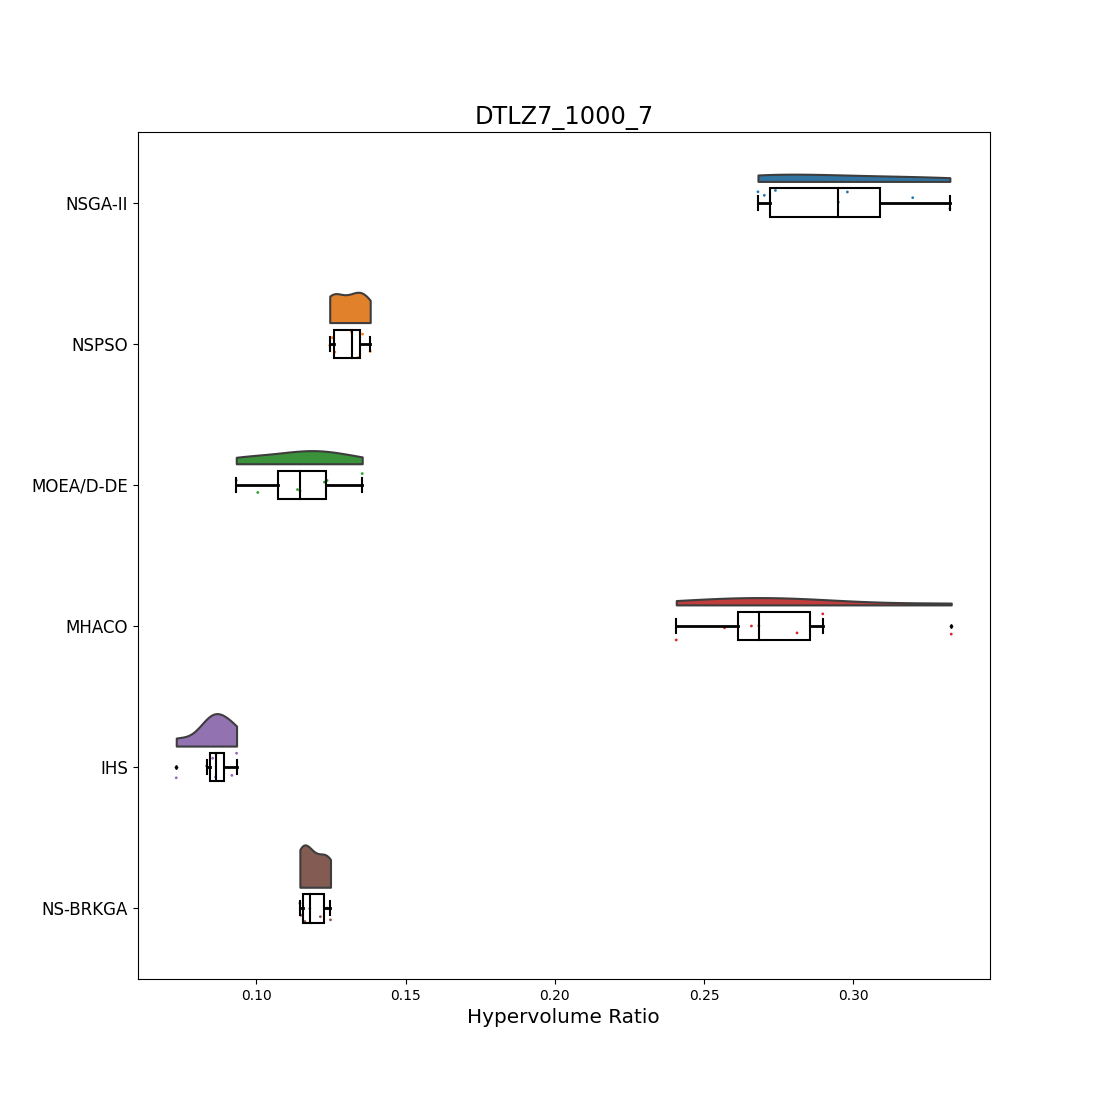 DTLZ7_1000_7
NSGA-II
NSPSO
MOEA/D-DE
MHACO
IHS
NS-BRKGA
0.10 0.15 0.20 0.25 0.30
Hypervolume Ratio